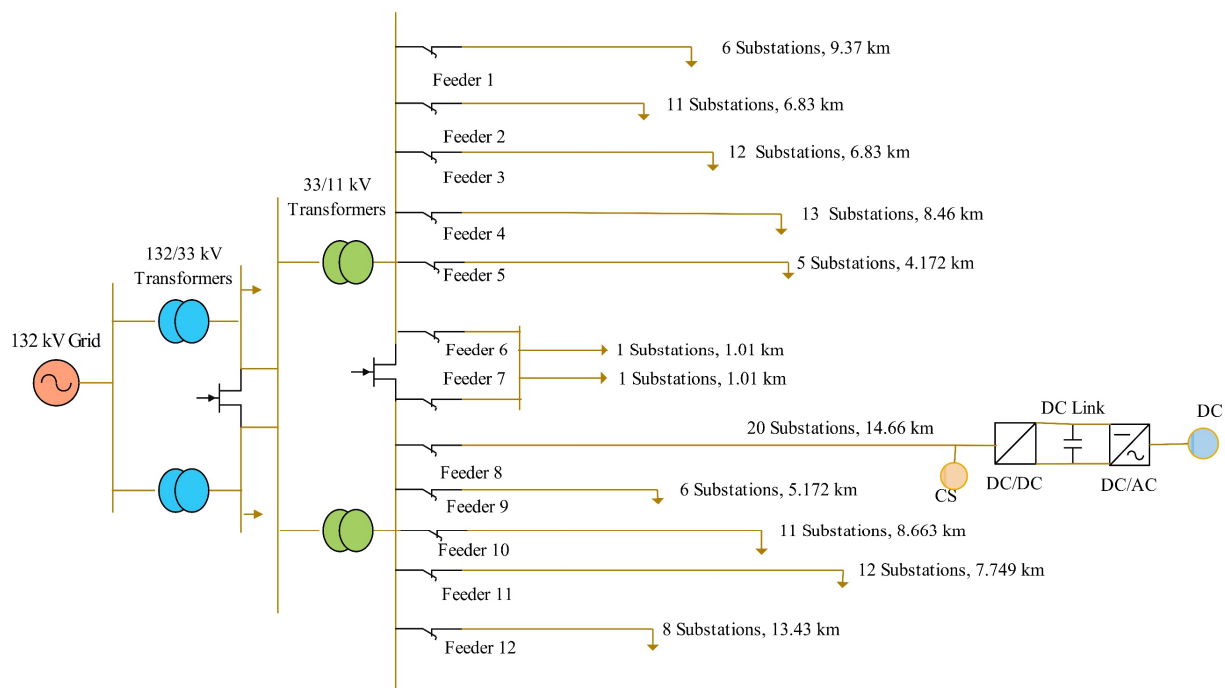 6 Substations, 9.37 km
Feeder 1
11 Substations, 6.83 km
Feeder 2
12 Substations, 6.83 km
Feeder 3
33/11 kV
Transformers
13 Substations, 8.46 km
Feeder 4
132/33 kV
Transformers
5 Substations, 4.172 km
Feeder 5
132 kV Grid
Feeder 6
1 Substations, 1.01 km
Feeder 7
1 Substations, 1.01 km
20 Substations, 14.66 km
DC Link
DC
Feeder 8
CS
DC/DC
DC/AC
6 Substations, 5.172 km
Feeder 9
11 Substations, 8.663 km
Feeder 10
12 Substations, 7.749 km
Feeder 11
8 Substations, 13.43 km
Feeder 12